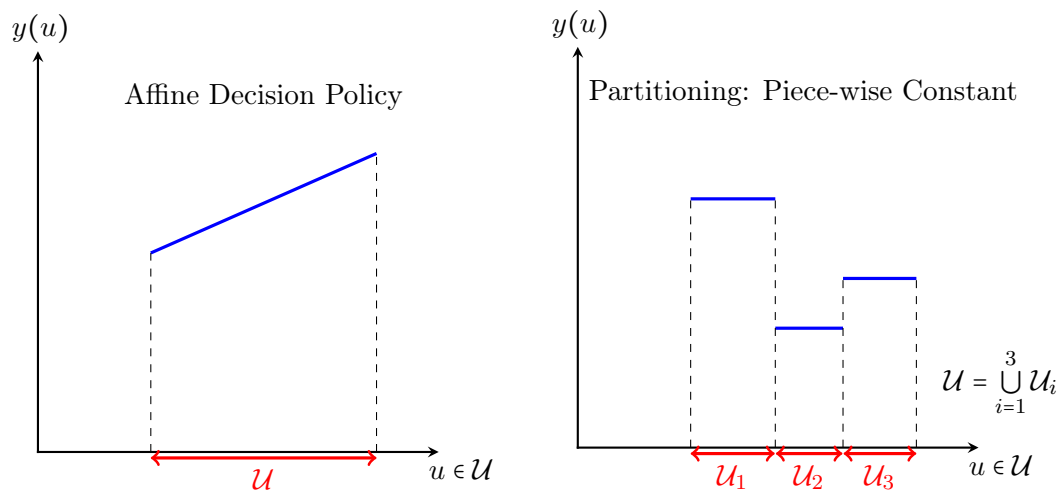 y(u)
Affine Decision Policy
𝒰
u ∈ 𝒰
y(u)
Partitioning: Piece-wise Constant
𝒰 = ⋃_{i=1}^{3} 𝒰_i
𝒰_1 𝒰_2 𝒰_3
u ∈ 𝒰